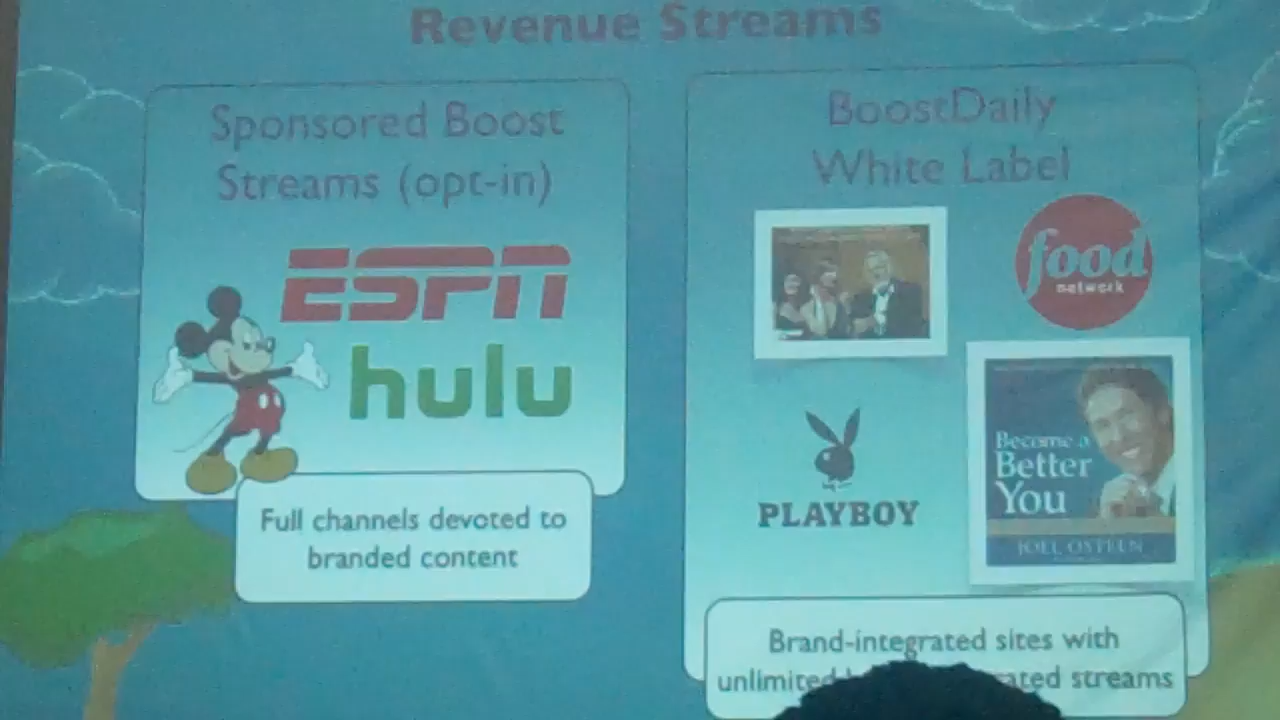 Revenue Streams
Sponsored Boost
Streams (opt-in)
ESPN
hulu
Full channels devoted to
branded content
BoostDaily
White Label
food
network
PLAYBOY
Become a
Better
You
JOEL OSTEEN
Brand-integrated sites with
unlimited streams